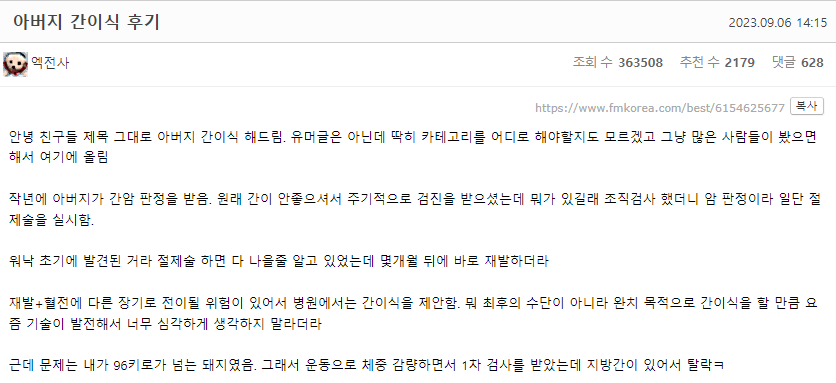 아버지 간이식 후기
2023.09.06 14:15
엑전사
조회 수 363508 추천 수 2179 댓글 628
https://www.fmkorea.com/best/6154625677 복사
안녕 친구들 제목 그대로 아버지 간이식 해드림. 유머글은 아닌데 딱히 카테고리를 어디로 해야할지도 모르겠고 그냥 많은 사람들이 봤으면
해서 여기에 올림
작년에 아버지가 간암 판정을 받음. 원래 간이 안좋으셔서 주기적으로 검진을 받으셨는데 뭐가 있길래 조직검사 했더니 암 판정이라 일단 절
제술을 실시함.
워낙 초기에 발견된 거라 절제술 하면 다 나을줄 알고 있었는데 몇개월 뒤에 바로 재발하더라
재발+혈전에 다른 장기로 전이될 위험이 있어서 병원에서는 간이식을 제안함. 뭐 최후의 수단이 아니라 완치 목적으로 간이식을 할 만큼 요
즘 기술이 발전해서 너무 심각하게 생각하지 말라더라
근데 문제는 내가 96키로가 넘는 돼지였음. 그래서 운동으로 체중 감량하면서 1차 검사를 받았는데 지방간이 있어서 탈락ㅋ